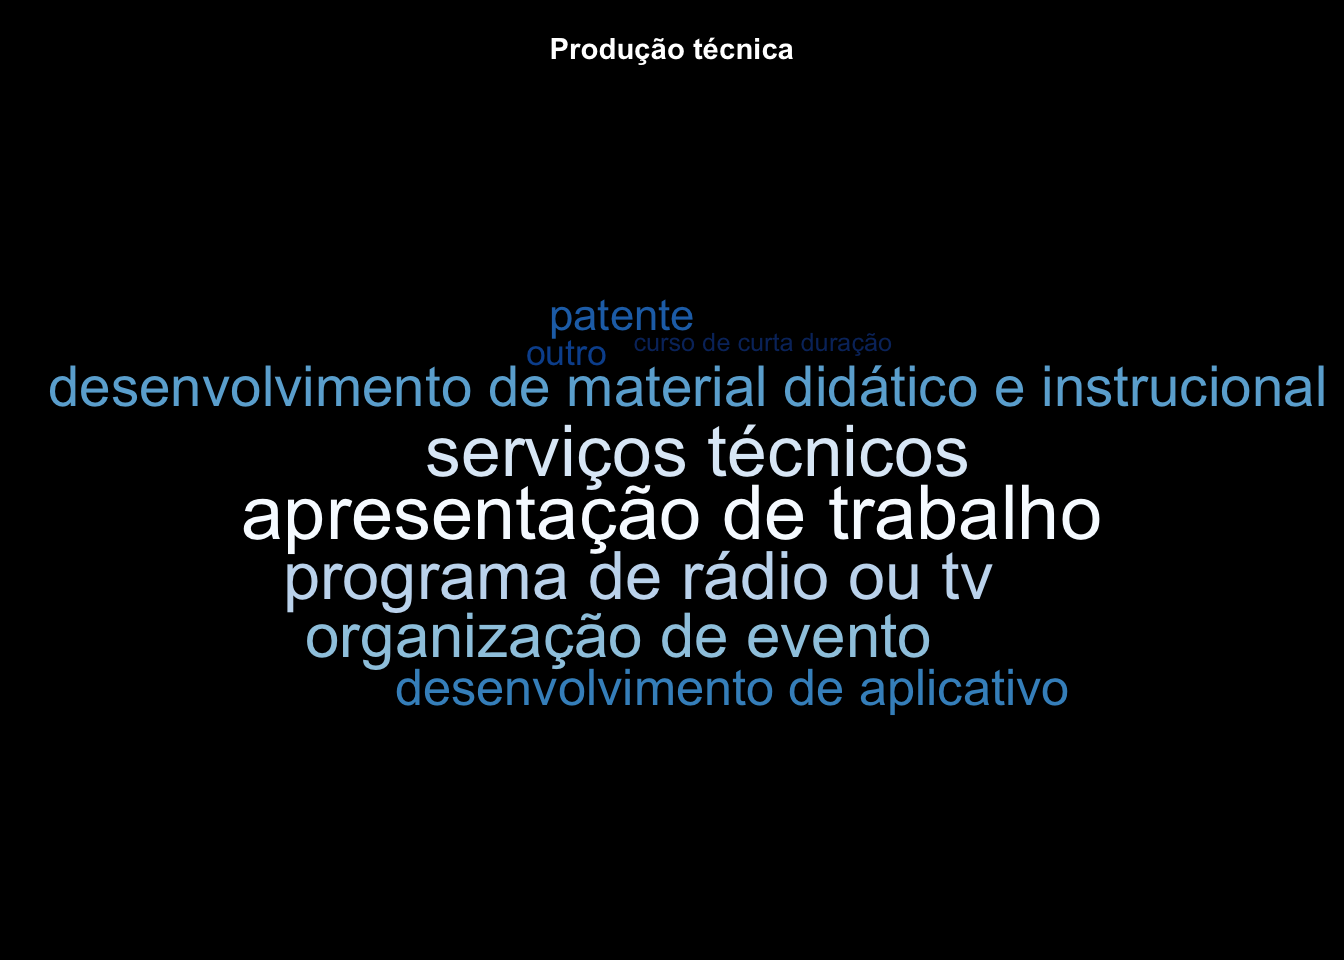 Produção técnica
patente
outro
curso de curta duração
desenvolvimento de material didático e instrucional
serviços técnicos
apresentação de trabalho
programa de rádio ou tv
organização de evento
desenvolvimento de aplicativo